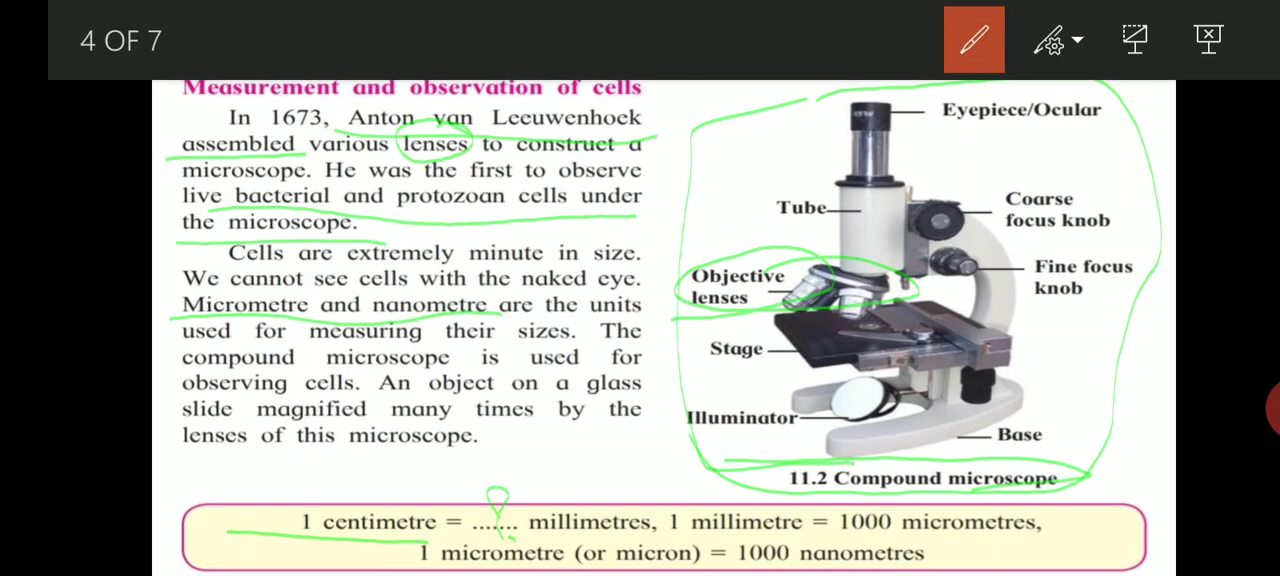 4 OF 7
Measurement and observation of cells
In 1673, Anton van Leeuwenhoek
assembled various lenses to construct a
microscope. He was the first to observe
live bacterial and protozoan cells under
the microscope.
Cells are extremely minute in size.
We cannot see cells with the naked eye.
Micrometre and nanometre are the units
used for measuring their sizes. The
compound microscope is used for
observing cells. An object on a glass
slide magnified many times by the
lenses of this microscope.
Eyepiece/Ocular
Tube
Coarse
focus knob
Fine focus
knob
Objective
lenses
Stage
Illuminator
Base
11.2 Compound microscope
1 centimetre = ....... millimetres, 1 millimetre = 1000 micrometres,
1 micrometre (or micron) = 1000 nanometres